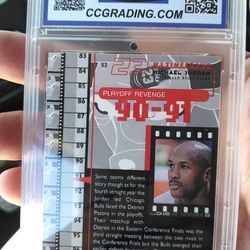 CCGRADING.COM
83
84
52
23
MICHAEL JORDAN
85
PLAYOFF REVENGE
86
90-91
87
88
89
90
91
92
Same teams different
story though as for the
fourth straight year the
Jordan led Chicago
Bulls faced the Detroit
Pistons in the playoffs.
Their matchup with
Detroit in the Eastern Conference Finals was
the third straight meeting between the two rivals in
the Conference Finals but the Bulls avenged their